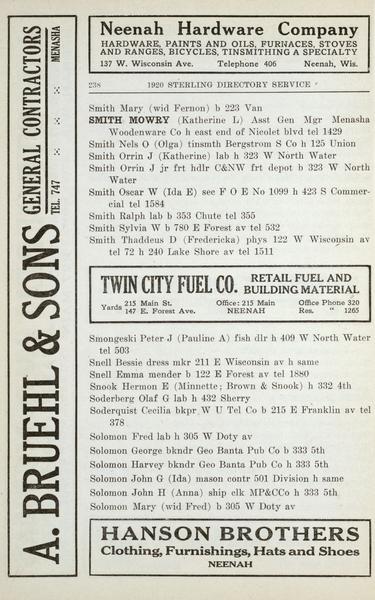 Neenah Hardware Company
HARDWARE, PAINTS AND OILS, FURNACES, STOVES
AND RANGES, BICYCLES, TINSMITHING A SPECIALTY
137 W. Wisconsin Ave. Telephone 406 Neenah, Wis.
238 1920 STERLING DIRECTORY SERVICE
Smith Mary (wid Fernon) b 223 Van
SMITH MOWRY (Katherine L) Asst Gen Mgr Menasha
Woodenware Co h east end of Nicolet blvd tel 1429
Smith Nels O (Olga) tinsmth Bergstrom S Co h 125 Union
Smith Orrin J (Katherine) lab h 323 W North Water
Smith Orrin J jr frt hdlr C&NW frt depot b 323 W North
Water
Smith Oscar W (Ida E) sec F O E No 1099 h 423 S Commer-
cial tel 1584
Smith Ralph lab b 353 Chute tel 355
Smith Sylvia W b 780 E Forest av tel 532
Smith Thaddeus D (Fredericka) phys 122 W Wisconsin av
tel 72 h 240 Lake Shore av tel 1511
TWIN CITY FUEL CO. RETAIL FUEL AND
BUILDING MATERIAL
Yards 215 Main St. Office: 215 Main Office Phone 320
147 E. Forest Ave. NEENAH Res. " 1265
Smongeski Peter J (Pauline A) fish dlr h 409 W North Water
tel 503
Snell Bessie dress mkr 211 E Wisconsin av h same
Snell Emma mender b 122 E Forest av tel 1880
Snook Hermon E (Minnette; Brown & Snook) h 332 4th
Soderberg Olaf G lab h 432 Sherry
Soderquist Cecilia bkpr W U Tel Co b 215 E Franklin av tel
378
Solomon Fred lab h 305 W Doty av
Solomon George bkndr Geo Banta Pub Co b 333 5th
Solomon Harvey bkndr Geo Banta Pub Co h 333 5th
Solomon John G (Ida) mason contr 501 Division h same
Solomon John H (Anna) ship clk MP&CCo h 333 5th
Solomon Mary (wid Fred) b 305 W Doty av
HANSON BROTHERS
Clothing, Furnishings, Hats and Shoes
NEENAH
A. BRUEHL & SONS GENERAL CONTRACTORS
TEL. 747 MENASHA